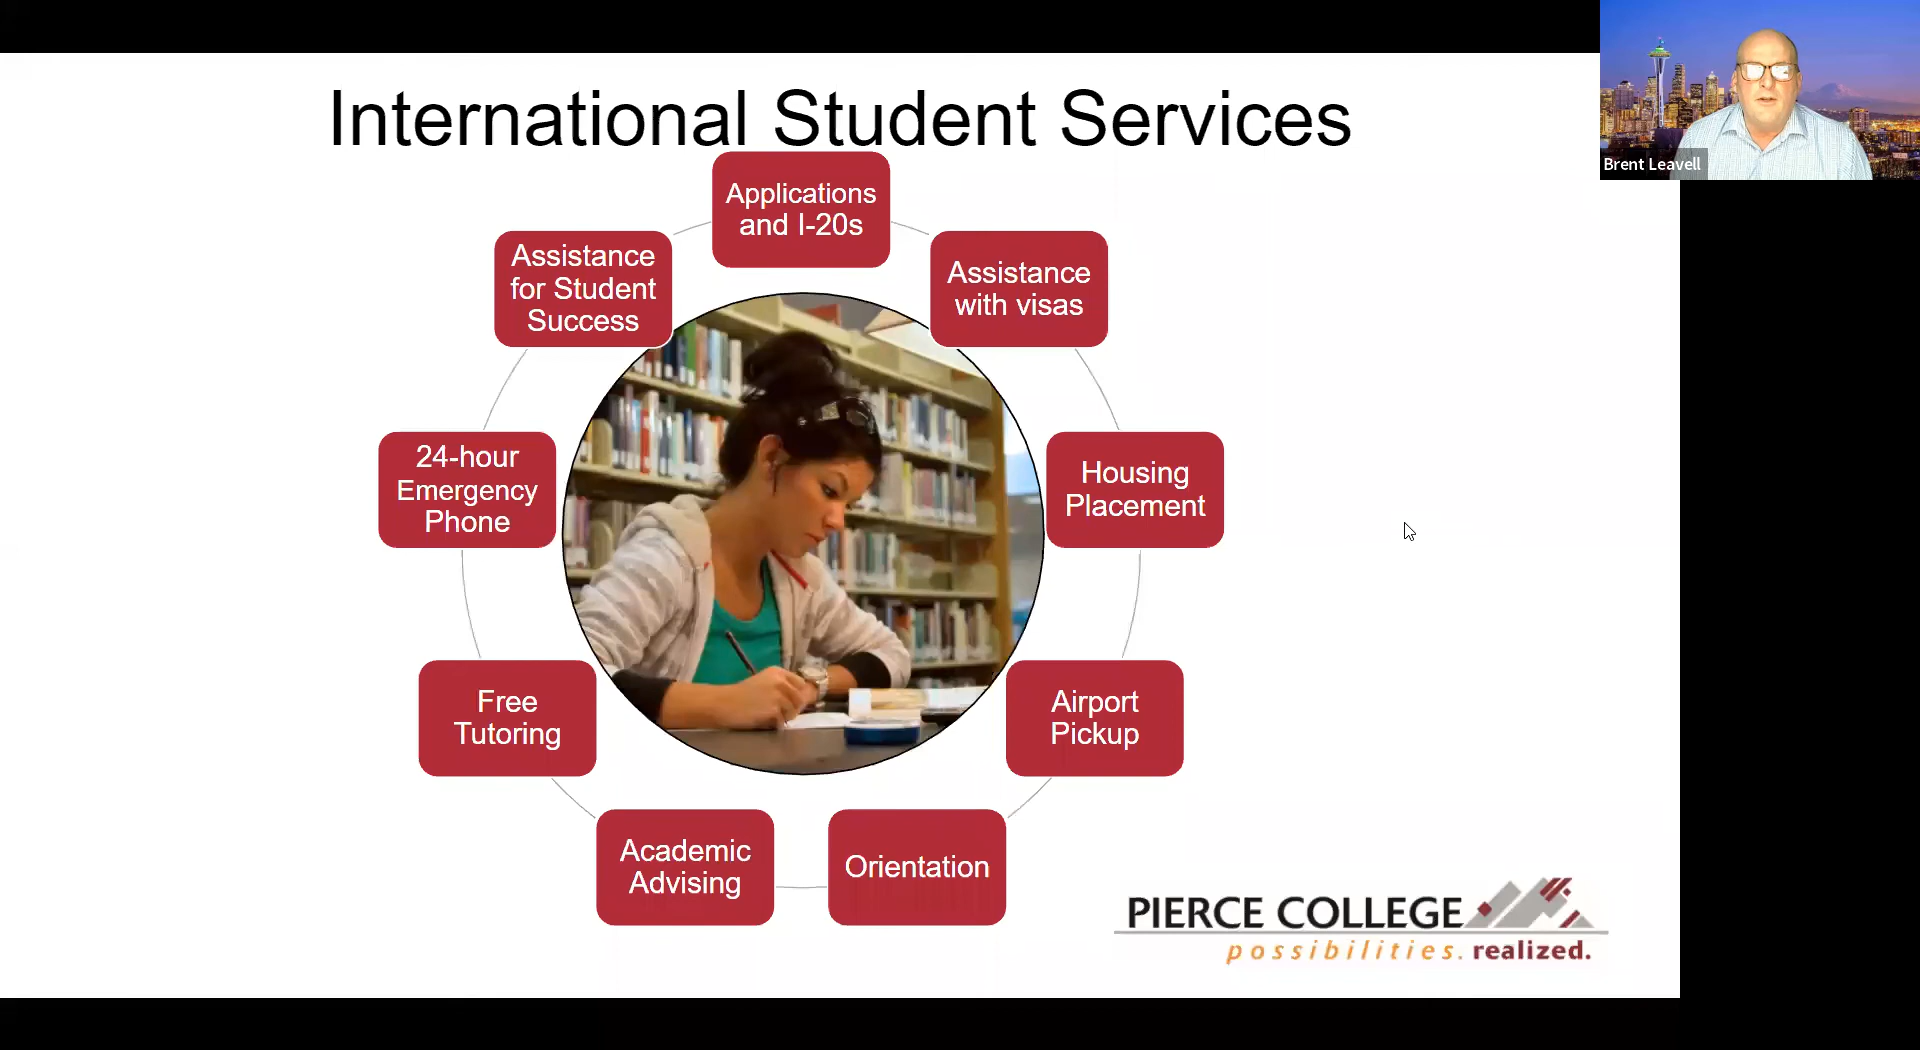 International Student Services
Brent Leavell
Applications
and I-20s
Assistance
with visas
Housing
Placement
Airport
Pickup
Orientation
Academic
Advising
Free
Tutoring
24-hour
Emergency
Phone
Assistance
for Student
Success
PIERCE COLLEGE
possibilities. realized.